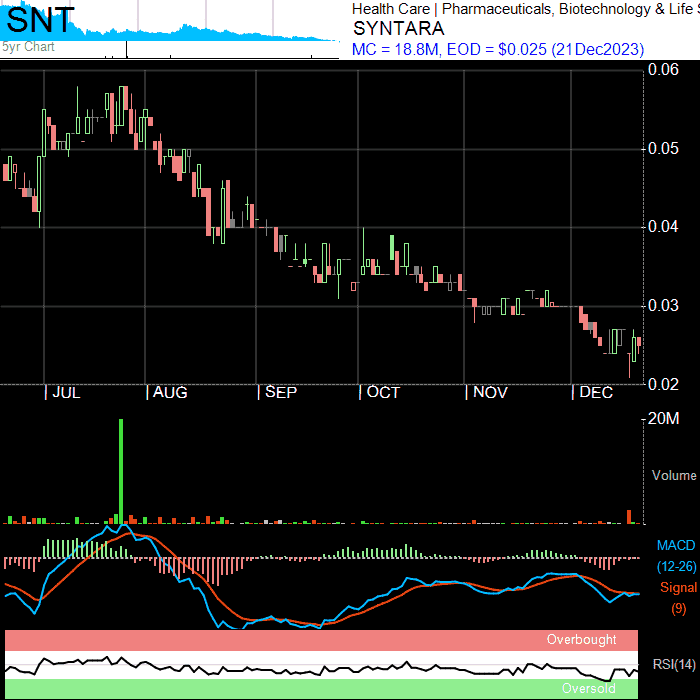 SNT
5yr Chart
Health Care | Pharmaceuticals, Biotechnology & Life
SYNTARA
MC = 18.8M, EOD = $0.025 (21Dec2023)
0.06
0.05
0.04
0.03
0.02
JUL
AUG
SEP
OCT
NOV
DEC
20M
Volume
MACD
(12-26)
Signal
(9)
Overbought
RSI(14)
Oversold